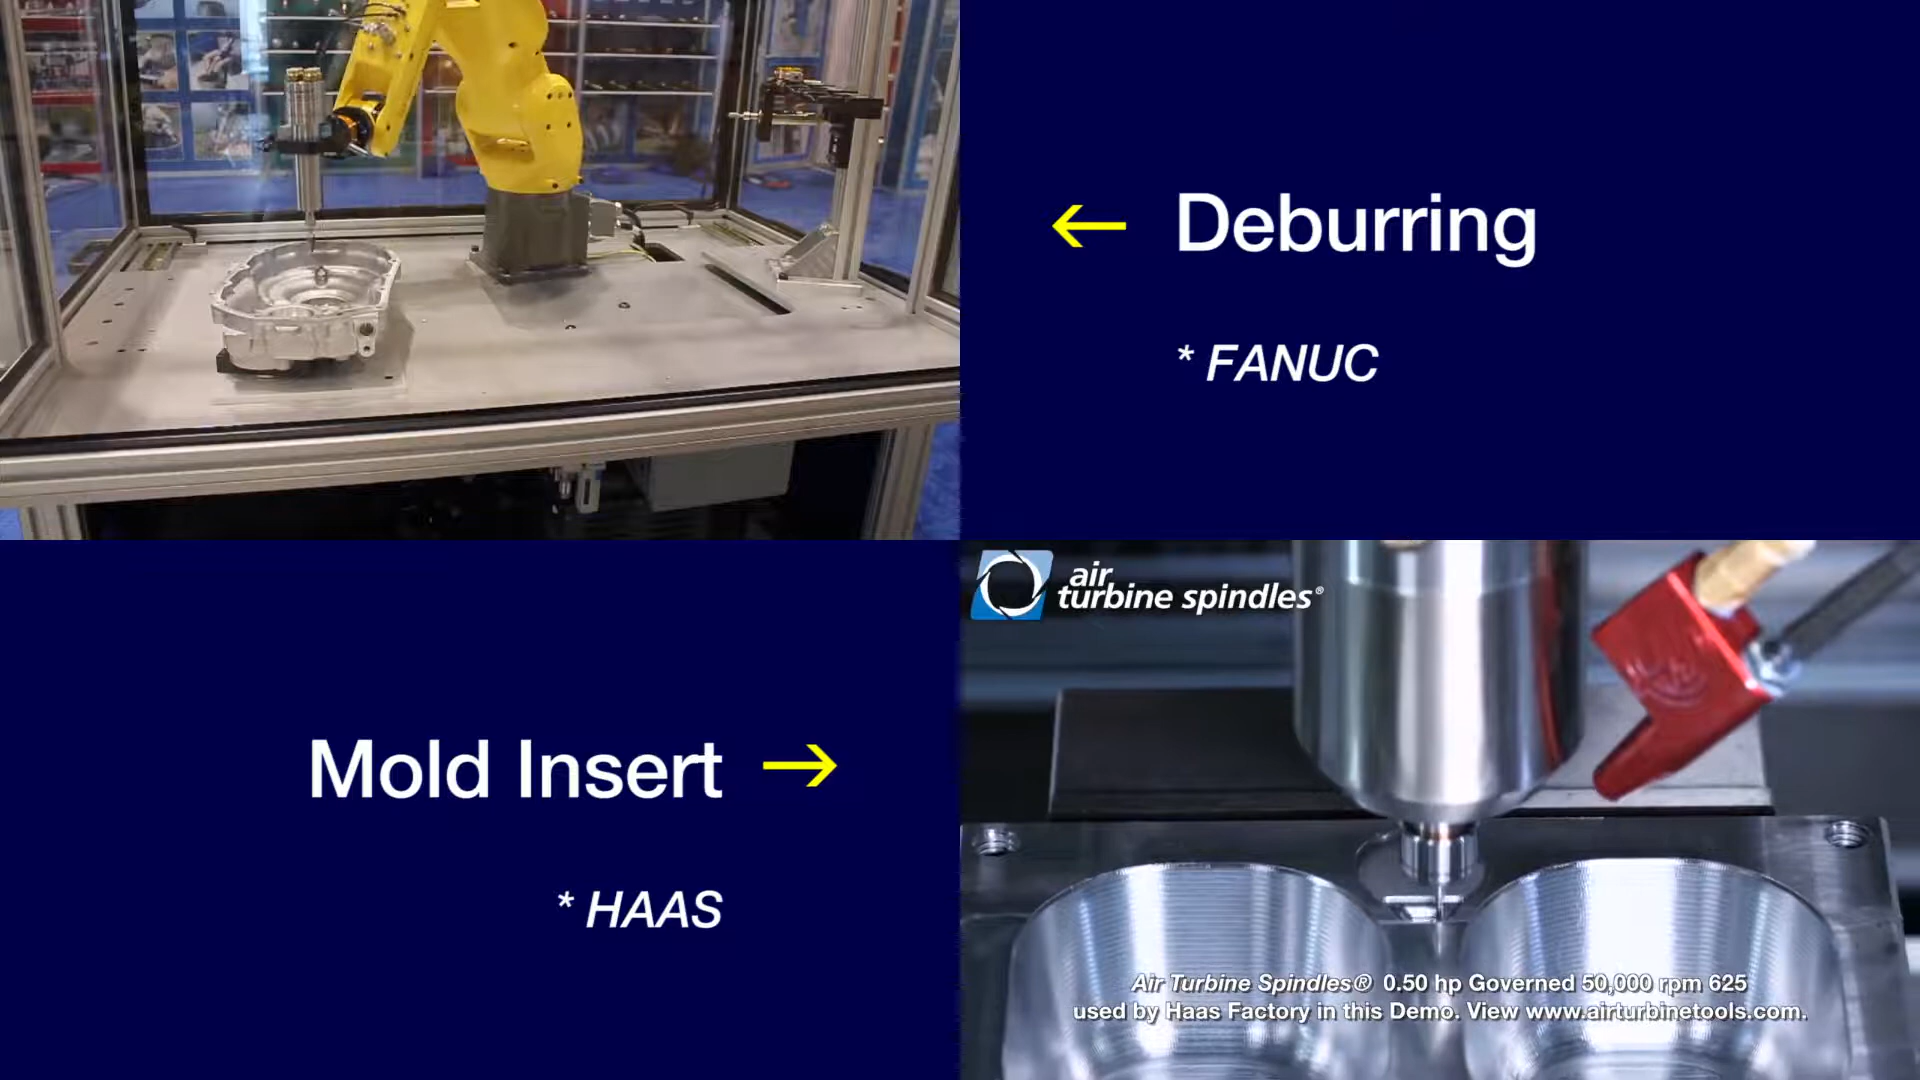 ← Deburring
* FANUC
Mold Insert →
* HAAS
air
turbine spindles®
Air Turbine Spindles® 0.50 hp Governed 50,000 rpm 625
used by Haas Factory in this Demo. View www.airturbinetools.com.